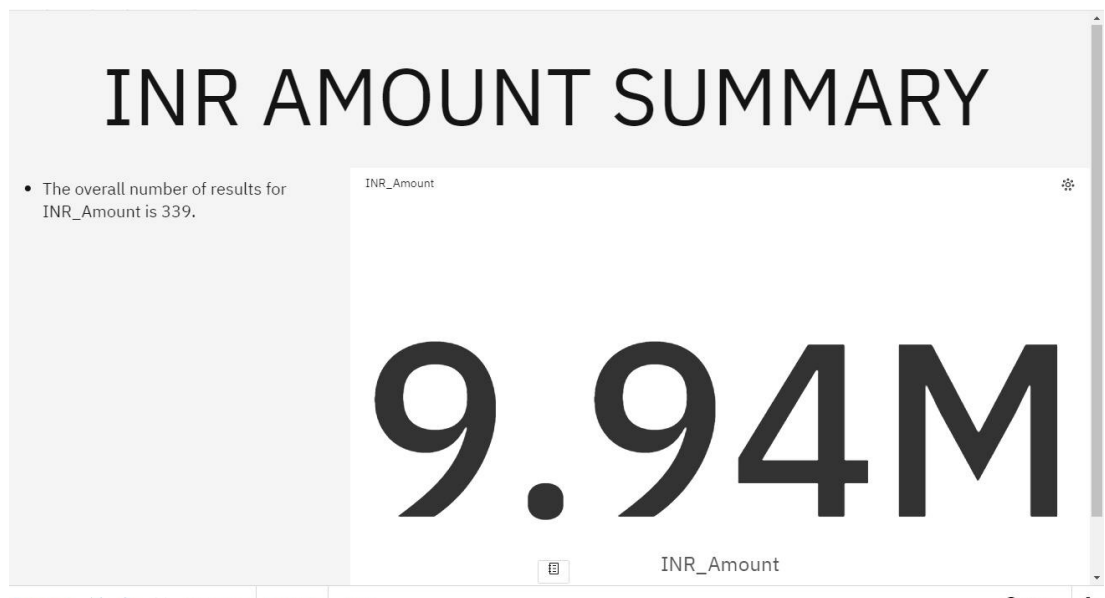 INR AMOUNT SUMMARY
• The overall number of results for
INR_Amount is 339.
INR_Amount
9.94M
INR_Amount